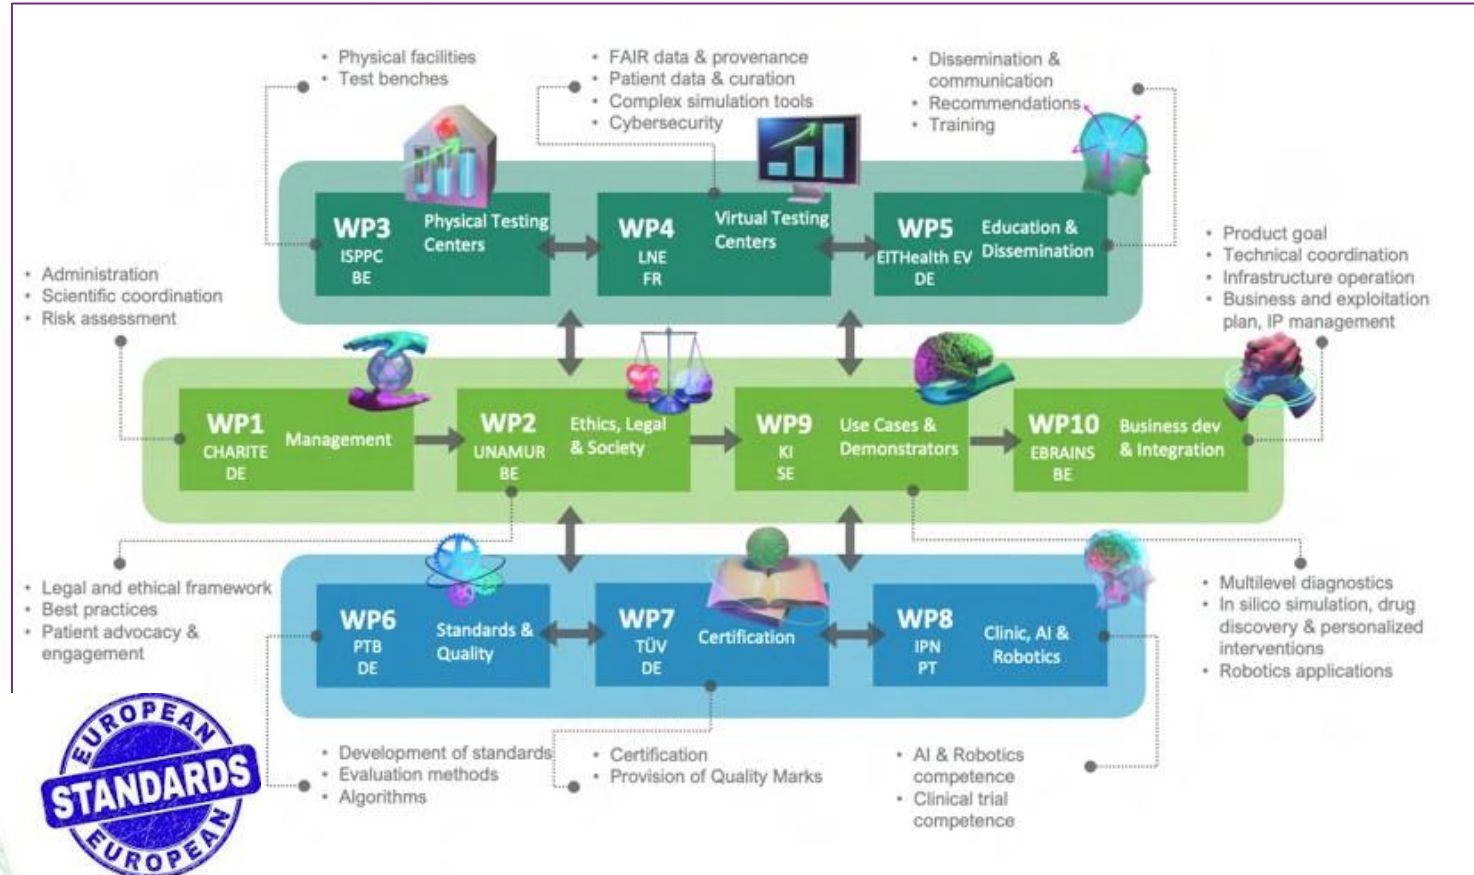 • Physical facilities
• Test benches
• FAIR data & provenance
• Patient data & curation
• Complex simulation tools
• Cybersecurity
• Dissemination &
communication
• Recommendations
• Training
WP3
ISPPC
BE
Physical Testing
Centers
WP4
LNE
FR
Virtual Testing
Centers
WP5
EITHealth EV
DE
Education &
Dissemination
• Administration
• Scientific coordination
• Risk assessment
• Product goal
• Technical coordination
• Infrastructure operation
• Business and exploitation
plan, IP management
WP1
CHARITE
DE
Management
WP2
UNAMUR
BE
Ethics, Legal
& Society
WP9
KI
SE
Use Cases &
Demonstrators
WP10
EBRAINS
BE
Business dev
& Integration
• Legal and ethical framework
• Best practices
• Patient advocacy &
engagement
• Multilevel diagnostics
• In silico simulation, drug
discovery & personalized
interventions
• Robotics applications
WP6
PTB
DE
Standards &
Quality
WP7
TÜV
DE
Certification
WP8
IPN
PT
Clinic, AI &
Robotics
• Development of standards
• Evaluation methods
• Algorithms
• Certification
• Provision of Quality Marks
• AI & Robotics
competence
• Clinical trial
competence
EUROPEAN
STANDARDS
EUROPEAN